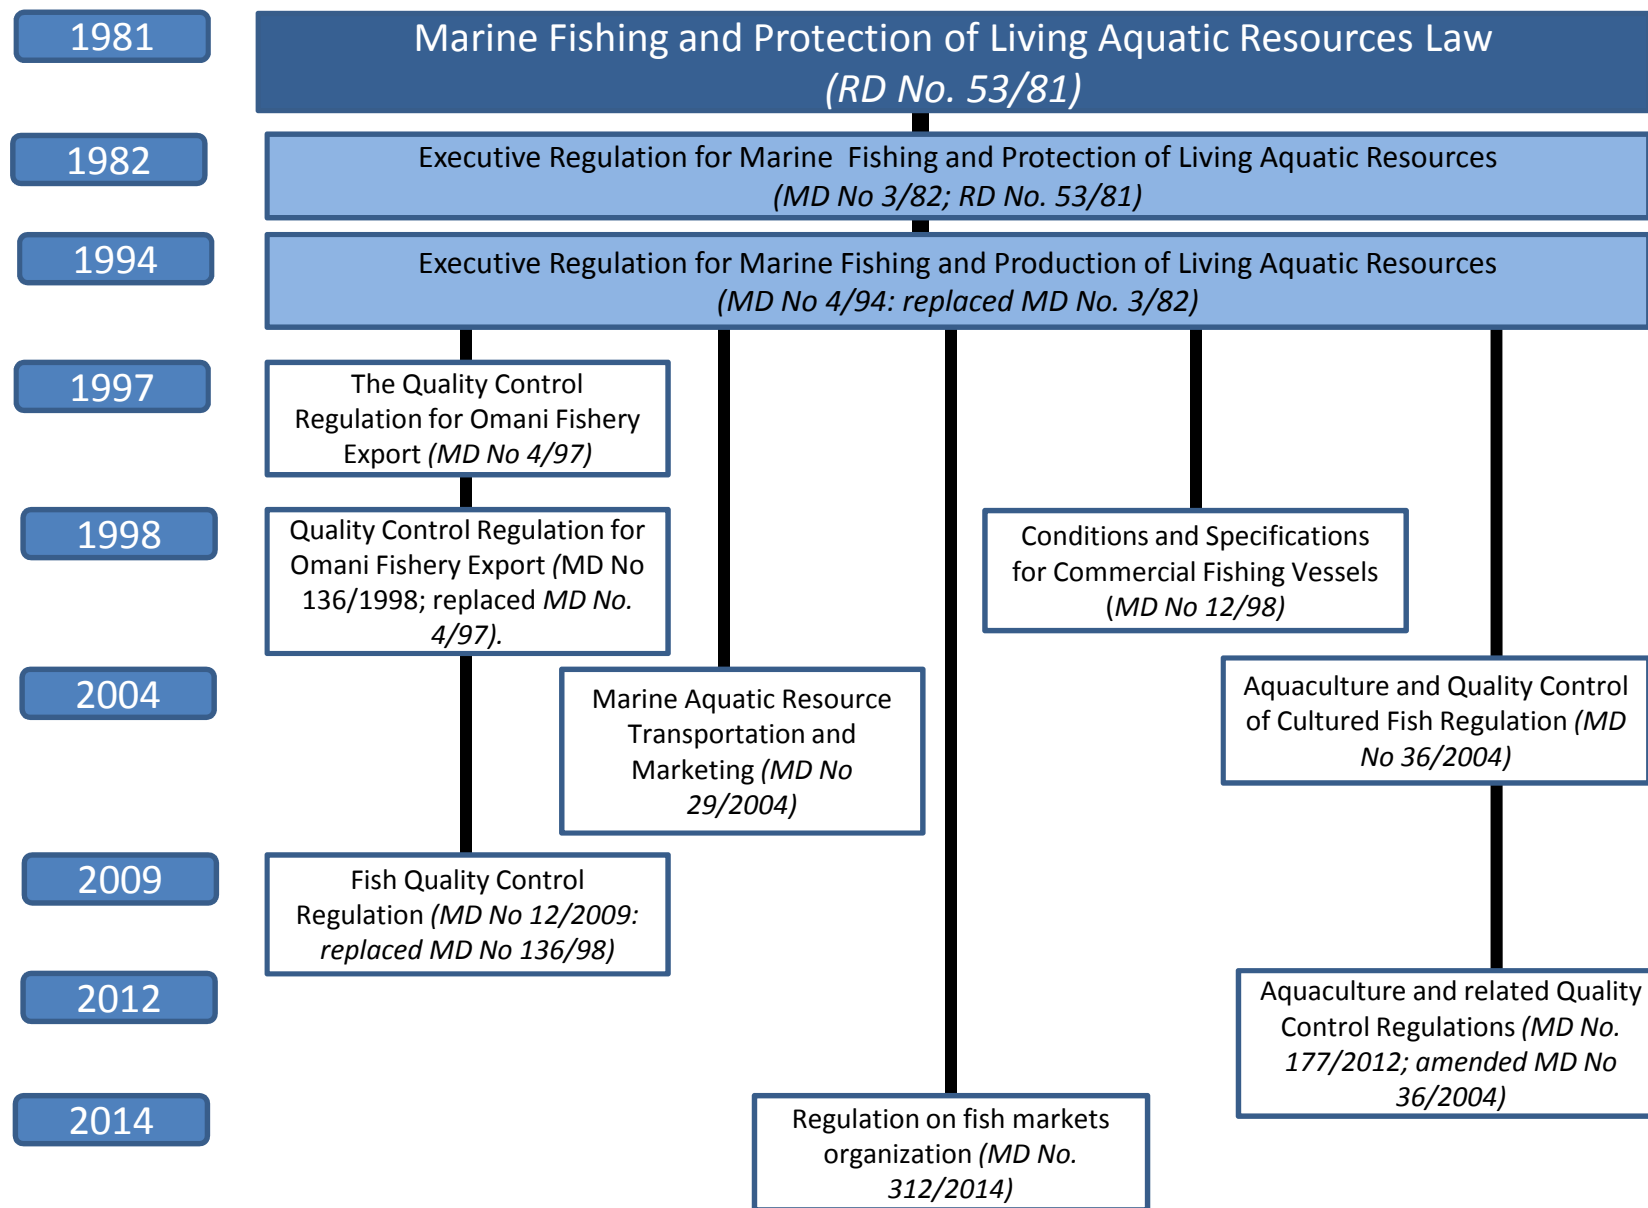 1981
Marine Fishing and Protection of Living Aquatic Resources Law
(RD No. 53/81)
1982
Executive Regulation for Marine Fishing and Protection of Living Aquatic Resources
(MD No 3/82; RD No. 53/81)
1994
Executive Regulation for Marine Fishing and Production of Living Aquatic Resources
(MD No 4/94: replaced MD No. 3/82)
1997
The Quality Control
Regulation for Omani Fishery
Export (MD No 4/97)
1998
Quality Control Regulation for
Omani Fishery Export (MD No
136/1998; replaced MD No.
4/97).
Conditions and Specifications
for Commercial Fishing Vessels
(MD No 12/98)
2004
Marine Aquatic Resource
Transportation and
Marketing (MD No
29/2004)
Aquaculture and Quality Control
of Cultured Fish Regulation (MD
No 36/2004)
2009
Fish Quality Control
Regulation (MD No 12/2009:
replaced MD No 136/98)
2012
Aquaculture and related Quality
Control Regulations (MD No.
177/2012; amended MD No
36/2004)
2014
Regulation on fish markets
organization (MD No.
312/2014)